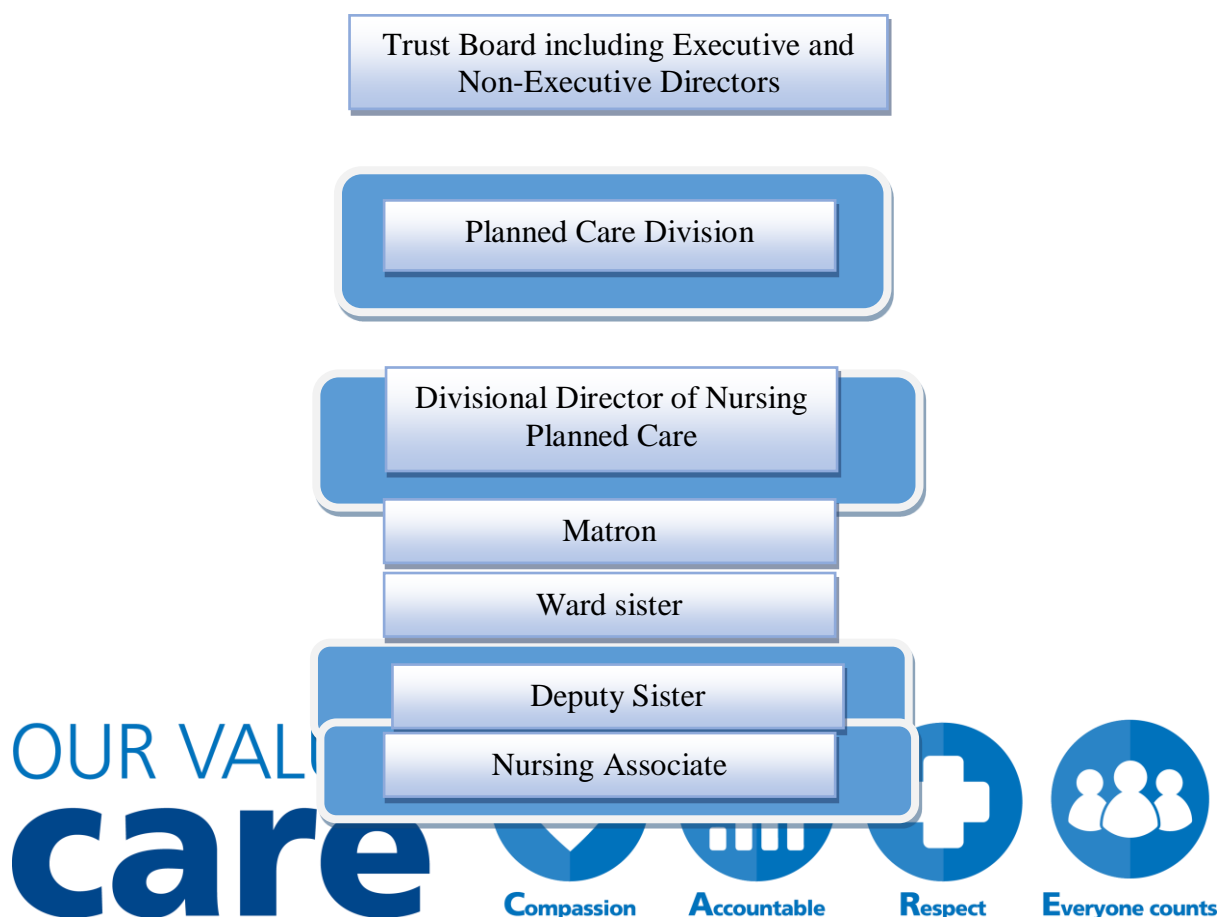 Trust Board including Executive and
Non-Executive Directors
Planned Care Division
Divisional Director of Nursing
Planned Care
Matron
Ward sister
Deputy Sister
Nursing Associate
OUR
care
Compassion
Accountable
Respect
Everyone counts